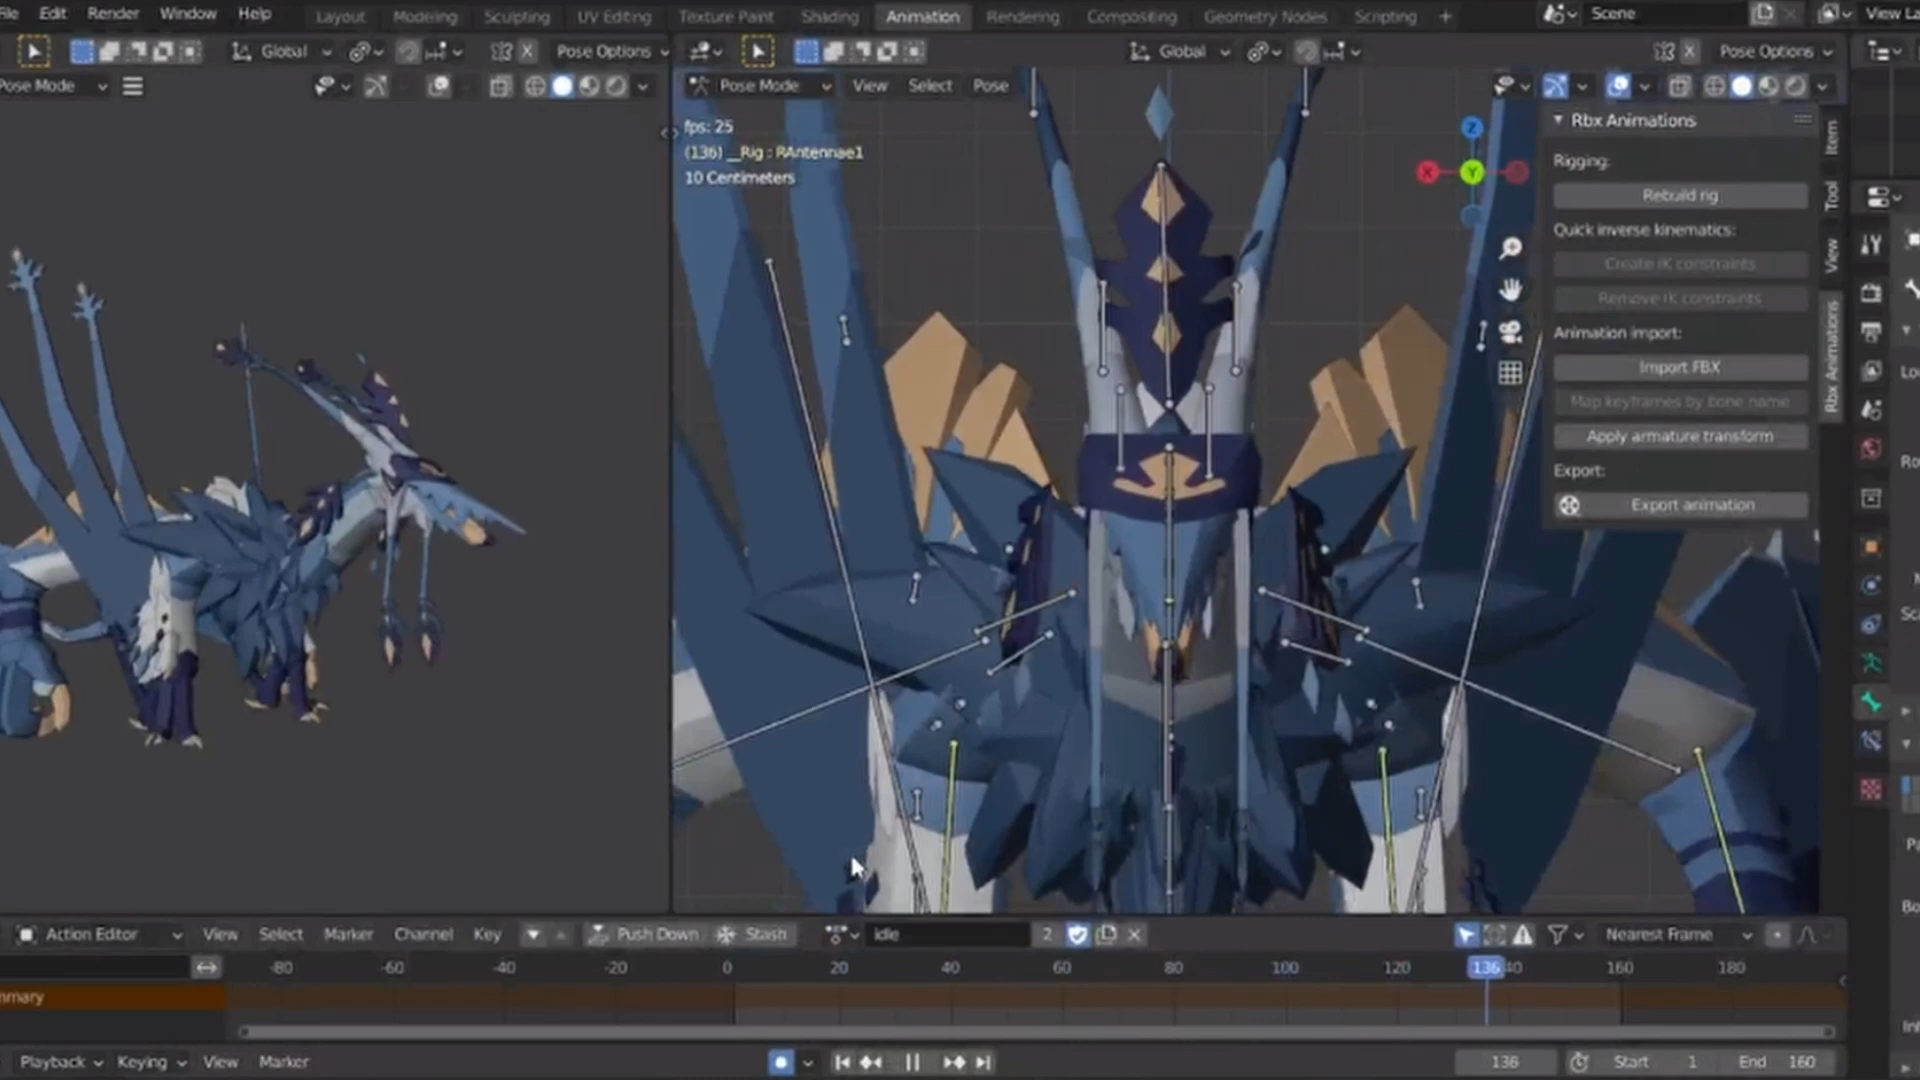 File Edit Render Window Help Layout Modeling Sculpting UV Editing Texture Paint Shading Animation Rendering Compositing Geometry Nodes Scripting + Scene View La
Global X Pose Options Global X Pose Options
Pose Mode Pose Mode View Select Pose
fps: 25
(136) __Rig : RAntennae1
10 Centimeters
Z
X
Y
Rbx Animations
Rigging:
Rebuild rig
Quick inverse kinematics:
Create IK constraints
Remove IK constraints
Animation import:
Import FBX
Map keyframes by bone name
Apply armature transform
Export:
Export animation
Item
Tool
View
Rbx Animations
Action Editor View Select Marker Channel Key Push Down Stash Idle 2 Nearest Frame
-80 -60 -40 -20 0 20 40 60 80 100 120 136 40 160 180
mmary
Playback Keying View Marker 136 Start 1 End 160